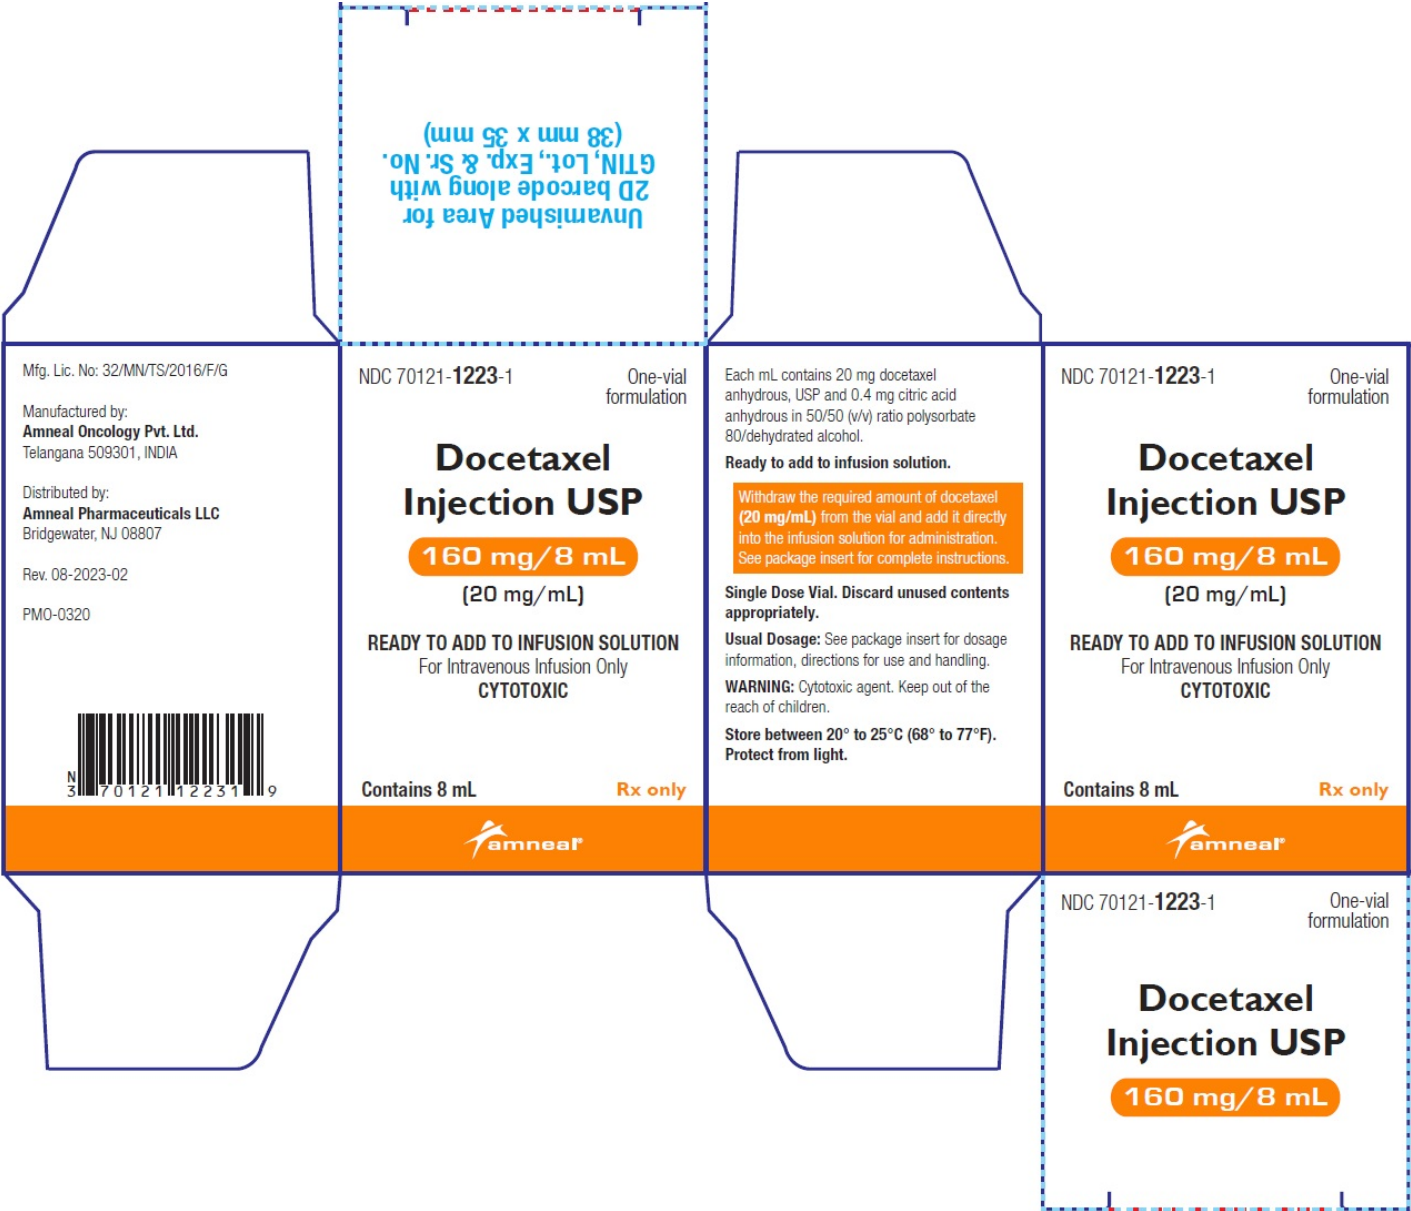 Unvarnished Area for
2D barcode along with
GTIN, Lot., Exp. & Sr. No.
(38 mm x 35 mm)
Mfg. Lic. No: 32/MN/TS/2016/F/G
Manufactured by:
Amneal Oncology Pvt. Ltd.
Telangana 509301, INDIA
Distributed by:
Amneal Pharmaceuticals LLC
Bridgewater, NJ 08807
Rev. 08-2023-02
PMO-0320
N
3 70121 12231 9
NDC 70121-1223-1
One-vial
formulation
Docetaxel
Injection USP
160 mg/8 mL
(20 mg/mL)
READY TO ADD TO INFUSION SOLUTION
For Intravenous Infusion Only
CYTOTOXIC
Contains 8 mL
Rx only
amneal®
Each mL contains 20 mg docetaxel
anhydrous, USP and 0.4 mg citric acid
anhydrous in 50/50 (v/v) ratio polysorbate
80/dehydrated alcohol.
Ready to add to infusion solution.
Withdraw the required amount of docetaxel
(20 mg/mL) from the vial and add it directly
into the infusion solution for administration.
See package insert for complete instructions.
Single Dose Vial. Discard unused contents
appropriately.
Usual Dosage: See package insert for dosage
information, directions for use and handling.
WARNING: Cytotoxic agent. Keep out of the
reach of children.
Store between 20° to 25°C (68° to 77°F).
Protect from light.
NDC 70121-1223-1
One-vial
formulation
Docetaxel
Injection USP
160 mg/8 mL
(20 mg/mL)
READY TO ADD TO INFUSION SOLUTION
For Intravenous Infusion Only
CYTOTOXIC
Contains 8 mL
Rx only
amneal®
NDC 70121-1223-1
One-vial
formulation
Docetaxel
Injection USP
160 mg/8 mL